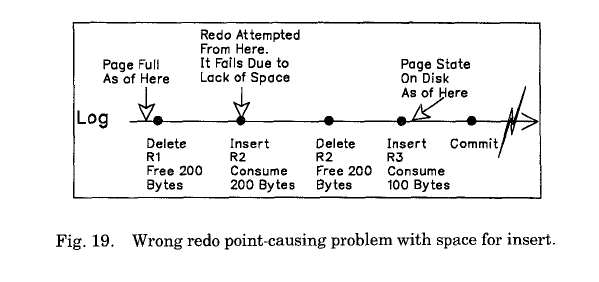 Redo Attempted
From Here.
It Fails Due to
Lack of Space
Page Full
As of Here
Page State
On Disk
As of Here
Log
Delete
R1
Free 200
Bytes
Insert
R2
Consume
200 Bytes
Delete
R2
Free 200
Bytes
Insert
R3
Consume
100 Bytes
Commit
Fig. 19. Wrong redo point-causing problem with space for insert.